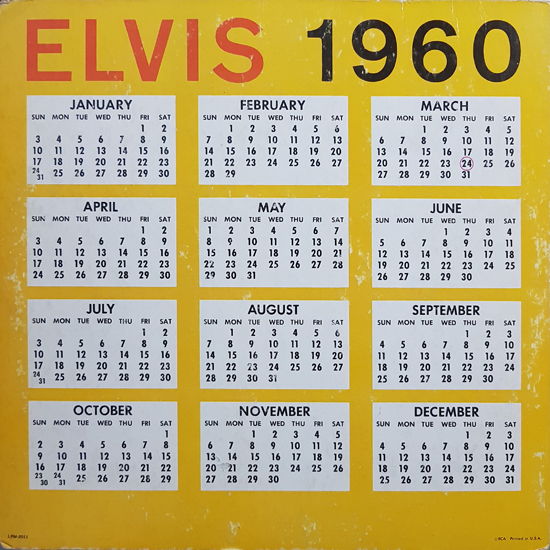 ELVIS 1960
JANUARY
SUN MON TUE WED THU FRI SAT
1 2
3 4 5 6 7 8 9
10 11 12 13 14 15 16
17 18 19 20 21 22 23
24/31 25 26 27 28 29 30
FEBRUARY
SUN MON TUE WED THU FRI SAT
1 2 3 4 5 6
7 8 9 10 11 12 13
14 15 16 17 18 19 20
21 22 23 24 25 26 27
28 29
MARCH
SUN MON TUE WED THU FRI SAT
1 2 3 4 5
6 7 8 9 10 11 12
13 14 15 16 17 18 19
20 21 22 23 24 25 26
27 28 29 30 31
APRIL
SUN MON TUE WED THU FRI SAT
1 2
3 4 5 6 7 8 9
10 11 12 13 14 15 16
17 18 19 20 21 22 23
24 25 26 27 28 29 30
MAY
SUN MON TUE WED THU FRI SAT
1 2 3 4 5 6 7
8 9 10 11 12 13 14
15 16 17 18 19 20 21
22 23 24 25 26 27 28
29 30 31
JUNE
SUN MON TUE WED THU FRI SAT
1 2 3 4
5 6 7 8 9 10 11
12 13 14 15 16 17 18
19 20 21 22 23 24 25
26 27 28 29 30
JULY
SUN MON TUE WED THU FRI SAT
1 2
3 4 5 6 7 8 9
10 11 12 13 14 15 16
17 18 19 20 21 22 23
24/31 25 26 27 28 29 30
AUGUST
SUN MON TUE WED THU FRI SAT
1 2 3 4 5 6
7 8 9 10 11 12 13
14 15 16 17 18 19 20
21 22 23 24 25 26 27
28 29 30 31
SEPTEMBER
SUN MON TUE WED THU FRI SAT
1 2 3
4 5 6 7 8 9 10
11 12 13 14 15 16 17
18 19 20 21 22 23 24
25 26 27 28 29 30
OCTOBER
SUN MON TUE WED THU FRI SAT
1
2 3 4 5 6 7 8
9 10 11 12 13 14 15
16 17 18 19 20 21 22
23/30 24/31 25 26 27 28 29
NOVEMBER
SUN MON TUE WED THU FRI SAT
1 2 3 4 5
6 7 8 9 10 11 12
13 14 15 16 17 18 19
20 21 22 23 24 25 26
27 28 29 30
DECEMBER
SUN MON TUE WED THU FRI SAT
1 2 3
4 5 6 7 8 9 10
11 12 13 14 15 16 17
18 19 20 21 22 23 24
25 26 27 28 29 30 31
RCA Printed in U.S.A.